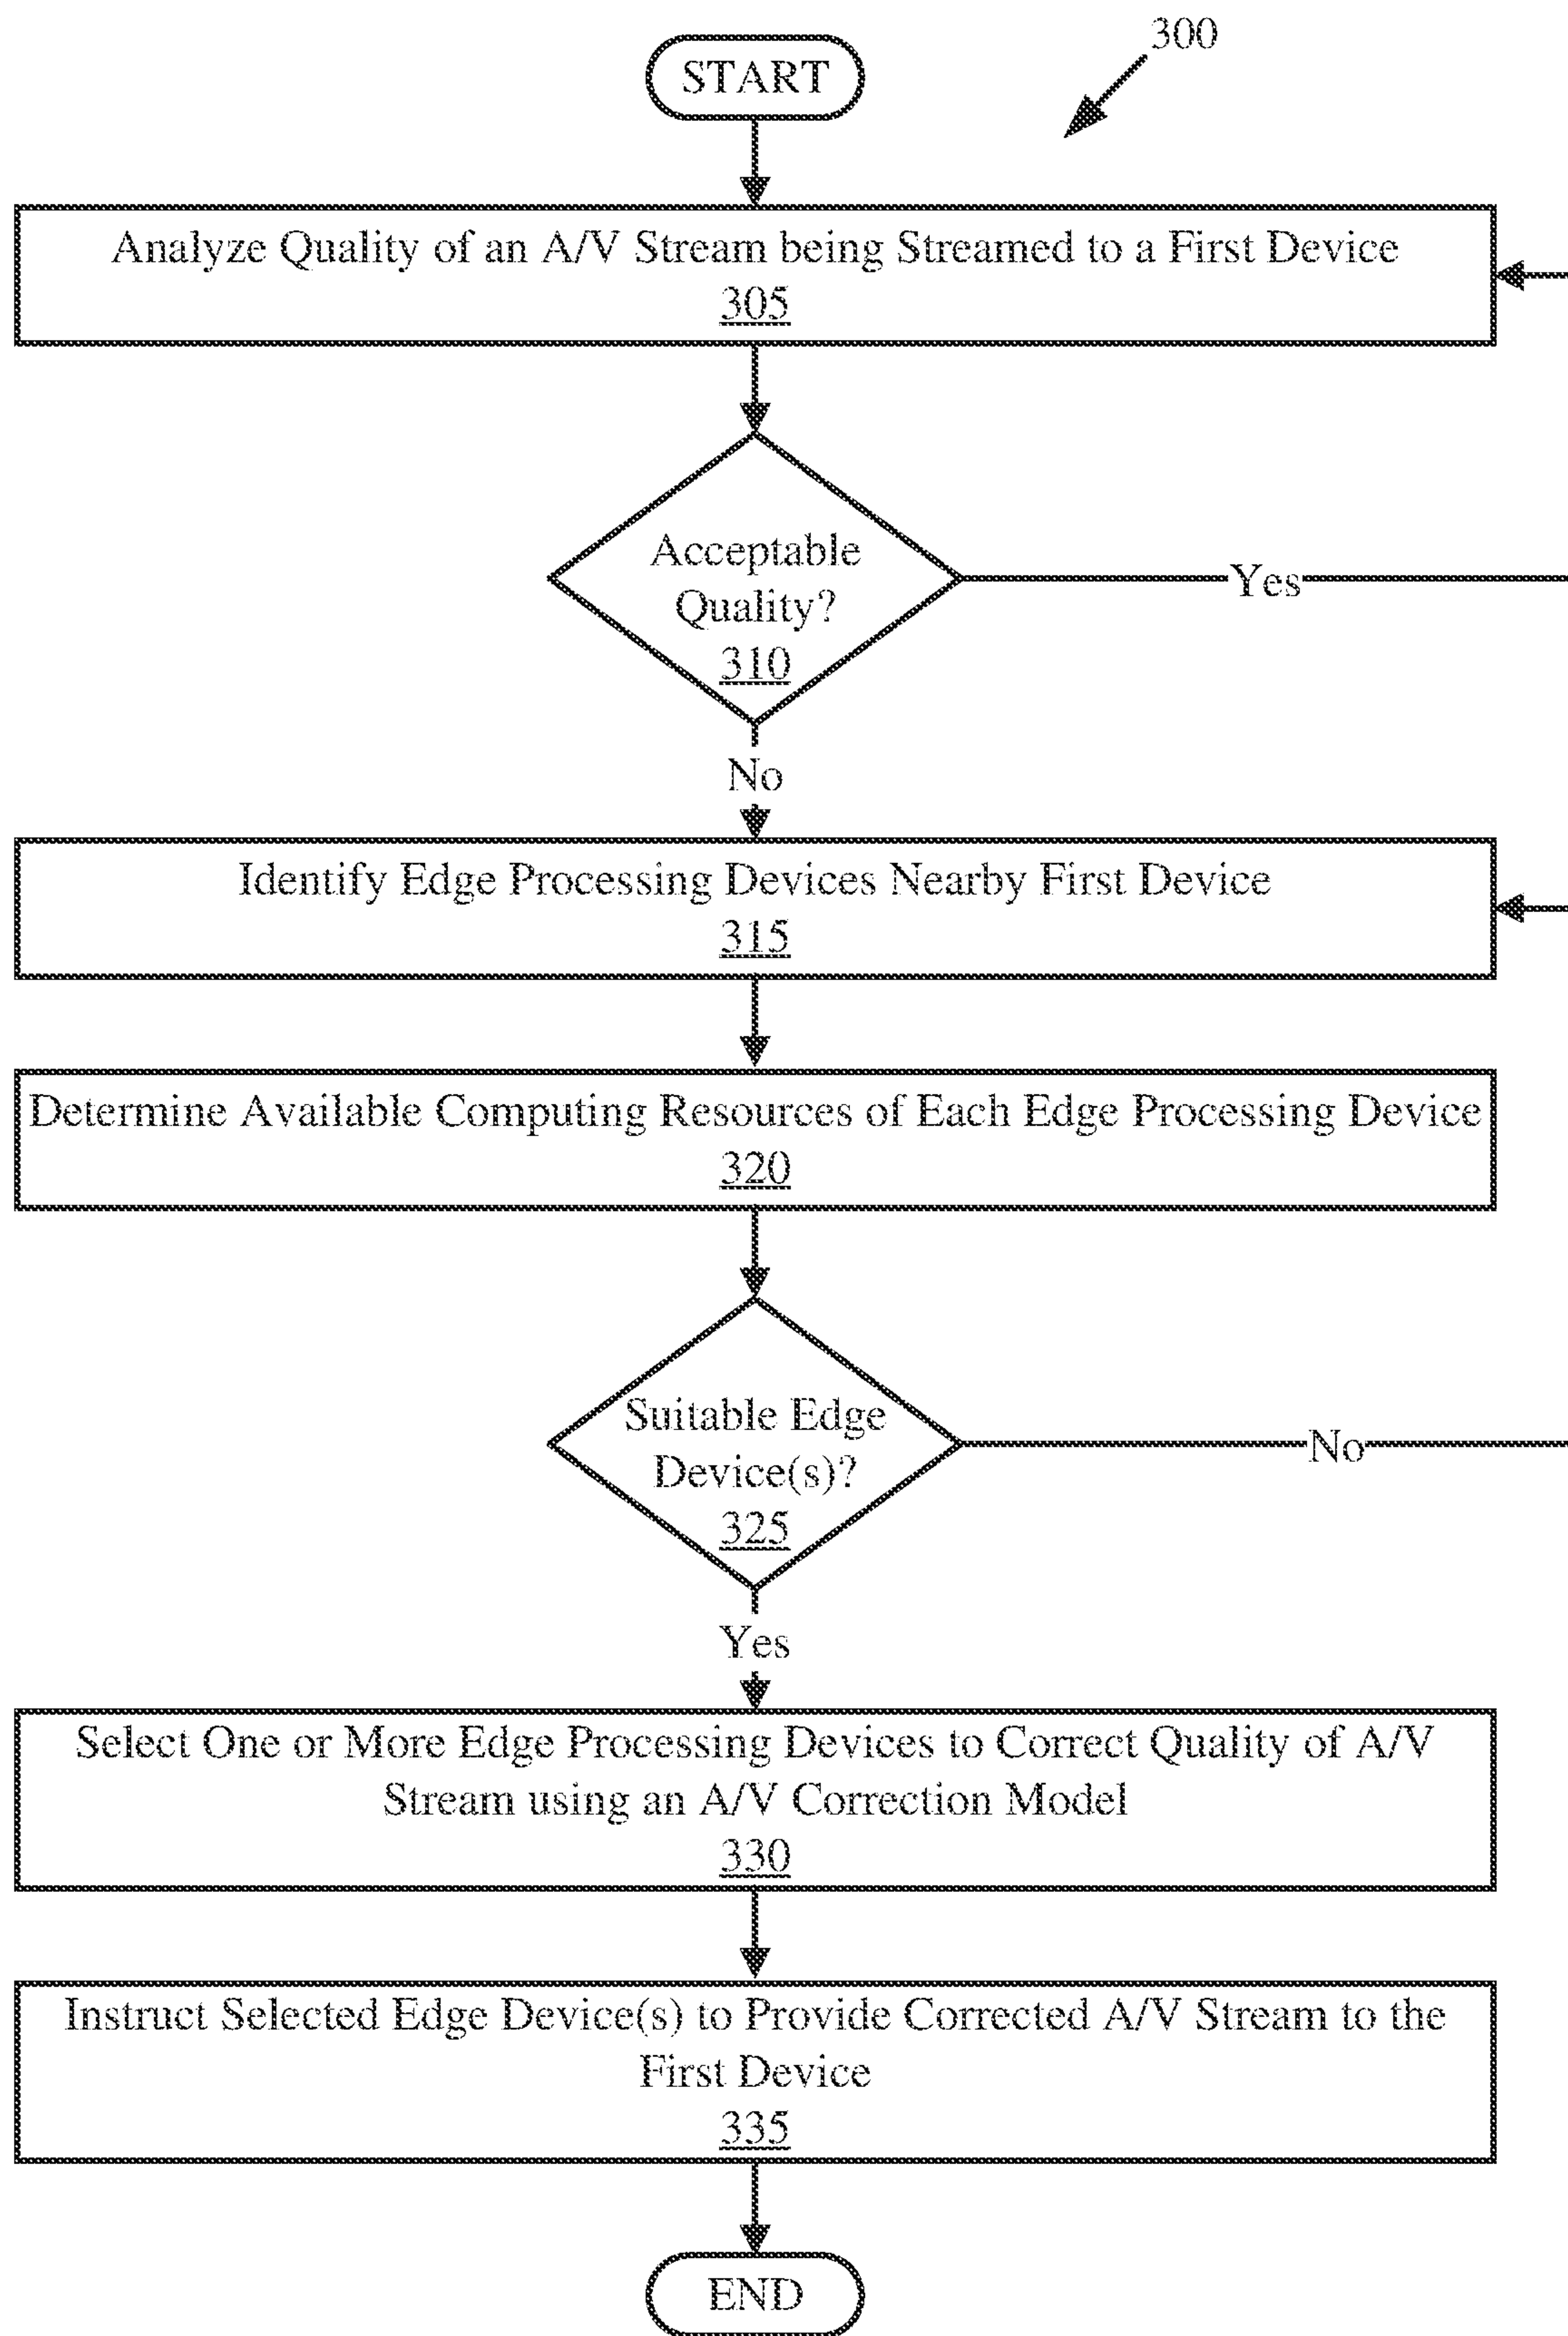 300
START
Analyze Quality of an A/V Stream being Streamed to a First Device
305
Acceptable
Quality?
310
Yes
No
Identify Edge Processing Devices Nearby First Device
315
Determine Available Computing Resources of Each Edge Processing Device
320
Suitable Edge
Device(s)?
325
No
Yes
Select One or More Edge Processing Devices to Correct Quality of A/V
Stream using an A/V Correction Model
330
Instruct Selected Edge Device(s) to Provide Corrected A/V Stream to the
First Device
335
END